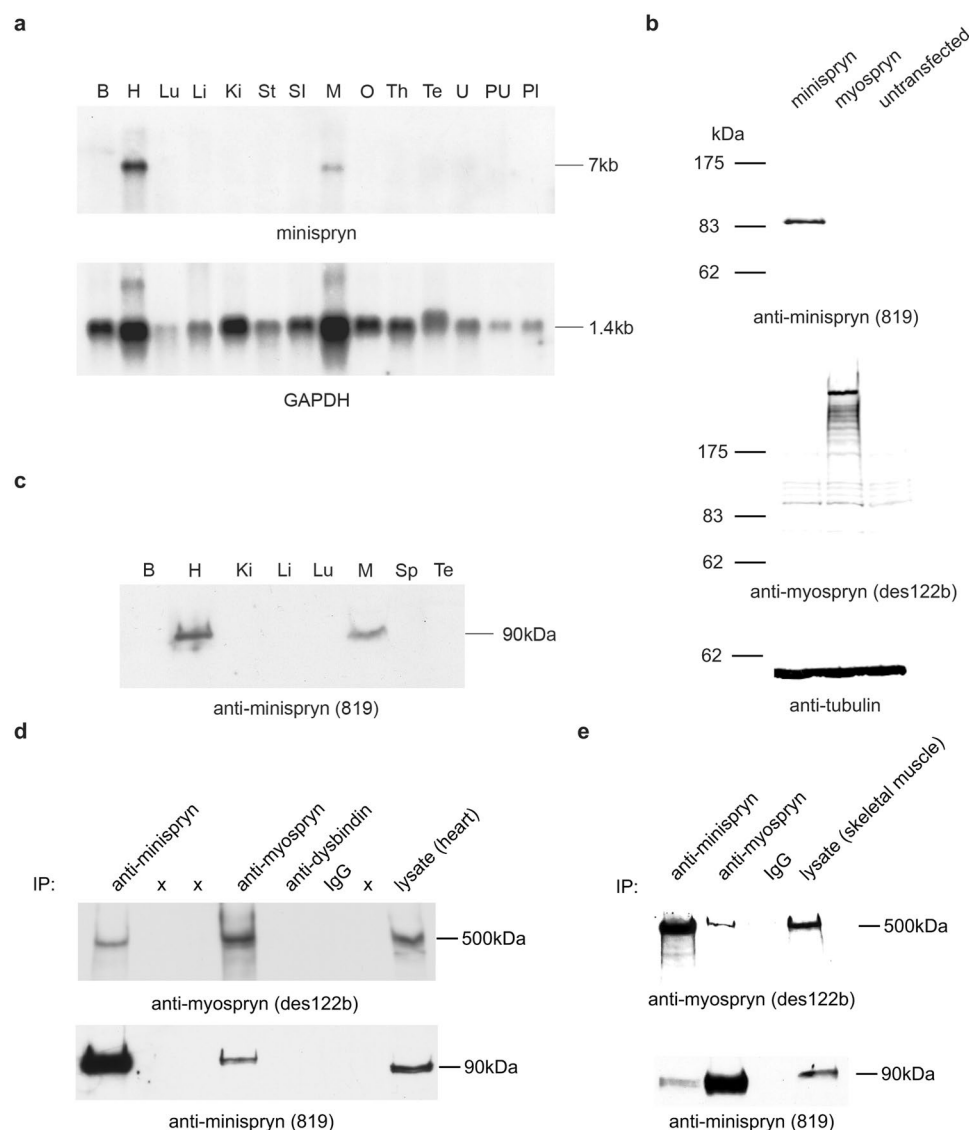 a
B H Lu Li Ki St SI M O Th Te U PU PI
7kb
minispryn
1.4kb
GAPDH
b
minispryn
myospryn
untransfected
kDa
175
83
62
anti-minispryn (819)
175
83
62
anti-myospryn (des122b)
62
anti-tubulin
c
B H Ki Li Lu M Sp Te
90kDa
anti-minispryn (819)
d
IP: anti-minispryn x x anti-myospryn anti-dysbindin IgG x lysate (heart)
500kDa
anti-myospryn (des122b)
90kDa
anti-minispryn (819)
e
IP: anti-minispryn anti-myospryn IgG lysate (skeletal muscle)
500kDa
anti-myospryn (des122b)
90kDa
anti-minispryn (819)